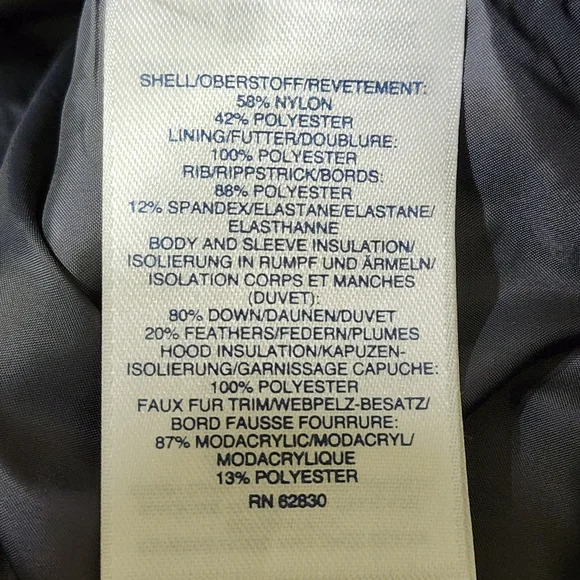 SHELL/OBERSTOFF/REVETEMENT:
58% NYLON
42% POLYESTER
LINING/FUTTER/DOUBLURE:
100% POLYESTER
RIB/RIPPSTRICK/BORDS:
88% POLYESTER
12% SPANDEX/ELASTANE/ELASTANE/
ELASTHANNE
BODY AND SLEEVE INSULATION/
ISOLIERUNG IN RUMPF UND ÄRMELN/
ISOLATION CORPS ET MANCHES
(DUVET):
80% DOWN/DAUNEN/DUVET
20% FEATHERS/FEDERN/PLUMES
HOOD INSULATION/KAPUZEN-
ISOLIERUNG/GARNISSAGE CAPUCHE:
100% POLYESTER
FAUX FUR TRIM/WEBPELZ-BESATZ/
BORD FAUSSE FOURRURE:
87% MODACRYLIC/MODACRYL/
MODACRYLIQUE
13% POLYESTER
RN 62830